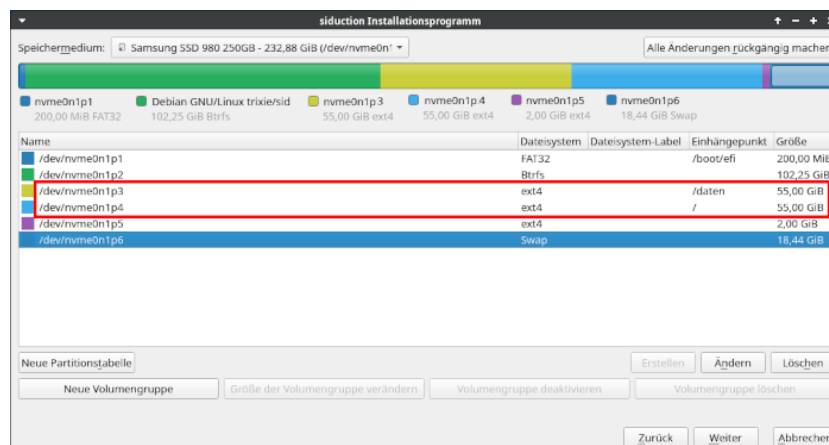 siduction Installationsprogramm
Speichermedium: Samsung SSD 980 250GB - 232,88 GiB (/dev/nvme0n1 Alle Änderungen rückgängig machen
nvme0n1p1 Debian GNU/Linux trixie/sid nvme0n1p3 nvme0n1p4 nvme0n1p5 nvme0n1p6
200,00 MiB FAT32 102,25 GiB Btrfs 55,00 GiB ext4 55,00 GiB ext4 2,00 GiB ext4 18,44 GiB Swap
Name Dateisystem Dateisystem-Label Einhängepunkt Größe
/dev/nvme0n1p1 FAT32 /boot/efi 200,00 MiB
/dev/nvme0n1p2 Btrfs 102,25 GiB
/dev/nvme0n1p3 ext4 /daten 55,00 GiB
/dev/nvme0n1p4 ext4 / 55,00 GiB
/dev/nvme0n1p5 ext4 2,00 GiB
/dev/nvme0n1p6 Swap 18,44 GiB
Neue Partitionstabelle Erstellen Ändern Löschen
Neue Volumengruppe Größe der Volumengruppe verändern Volumengruppe deaktivieren Volumengruppe löschen
Zurück Weiter Abbrechen